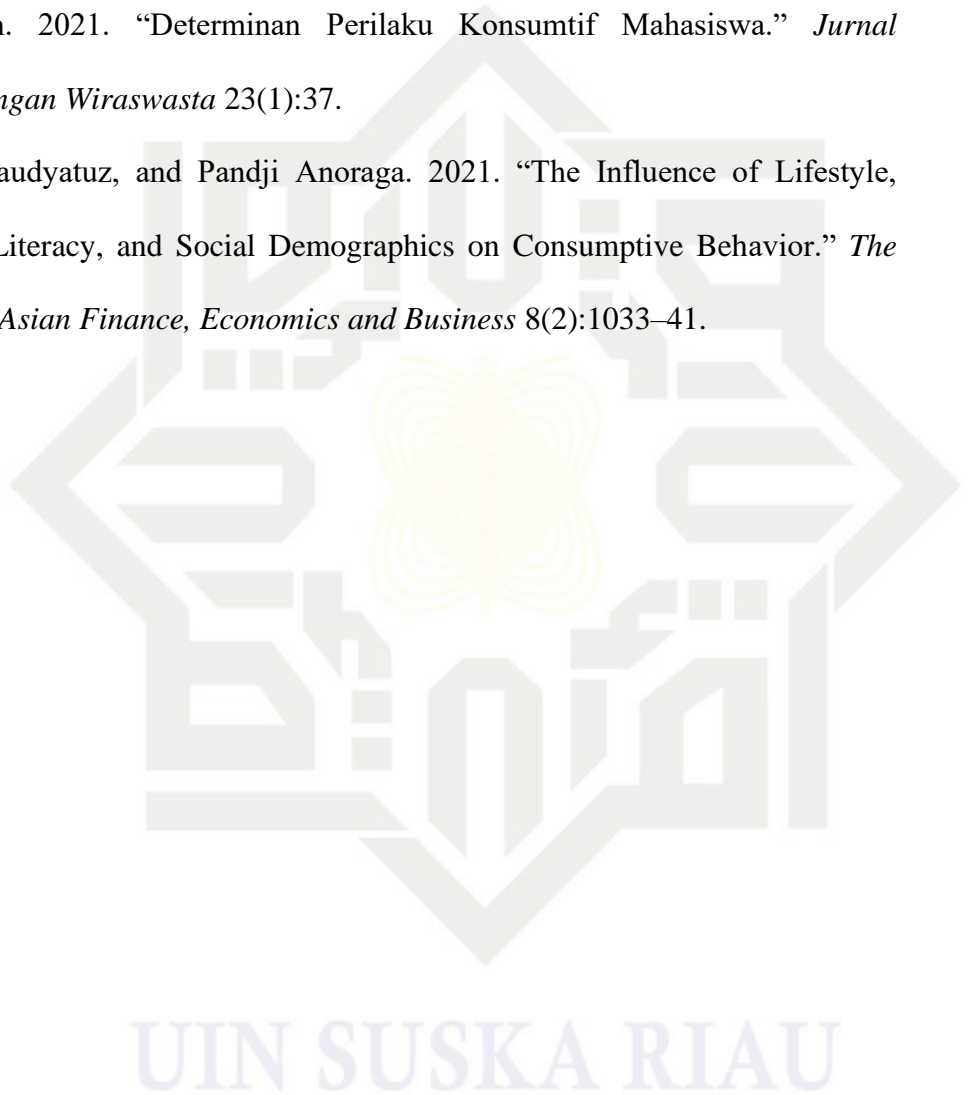 n. 2021. “Determinan Perilaku Konsumtif Mahasiswa.” Jurnal
ngan Wiraswasta 23(1):37.
audyatuz, and Pandji Anoraga. 2021. “The Influence of Lifestyle,
Literacy, and Social Demographics on Consumptive Behavior.” The
Asian Finance, Economics and Business 8(2):1033–41.
UIN SUSKA RIAU